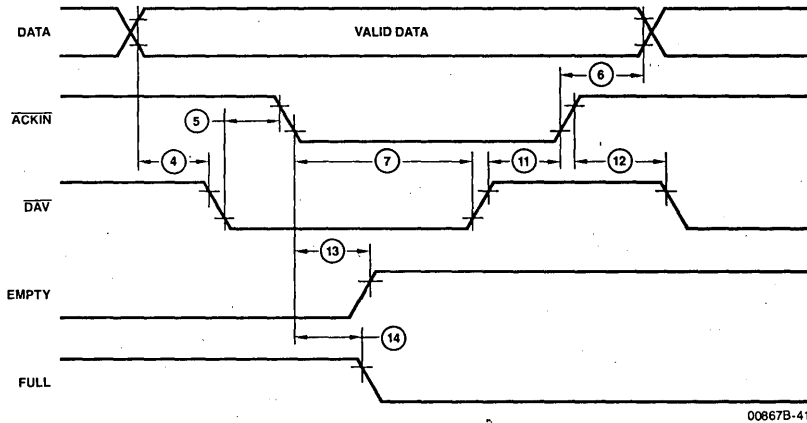 DATA
VALID DATA
6
ACKIN
5
4
7
11
12
DAV
13
EMPTY
14
FULL
00867B-41